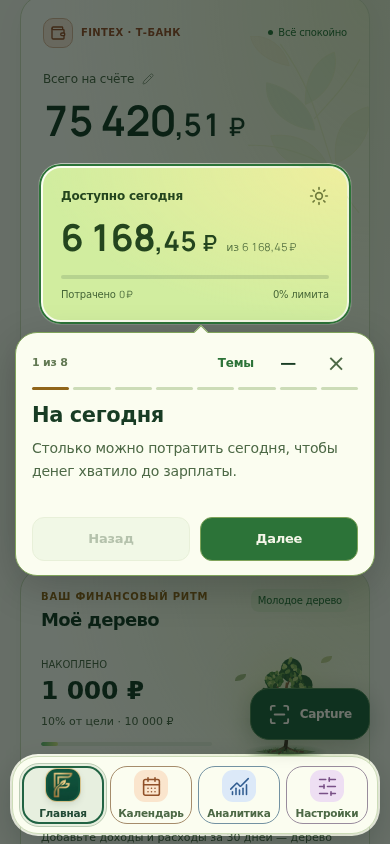 FINTEX · Т-БАНК
Всё спокойно
Всего на счёте
75 420,51 ₽
Доступно сегодня
6 168,45 ₽ из 6 168,45 ₽
Потрачено 0 ₽
0% лимита
1 из 8
Темы
На сегодня
Столько можно потратить сегодня, чтобы
денег хватило до зарплаты.
Назад
Далее
ВАШ ФИНАНСОВЫЙ РИТМ
Молодое дерево
Моё дерево
НАКОПЛЕНО
1 000 ₽
10% от цели · 10 000 ₽
Capture
Главная
Календарь
Аналитика
Настройки
Добавьте доходы и расходы за 30 дней — дерево